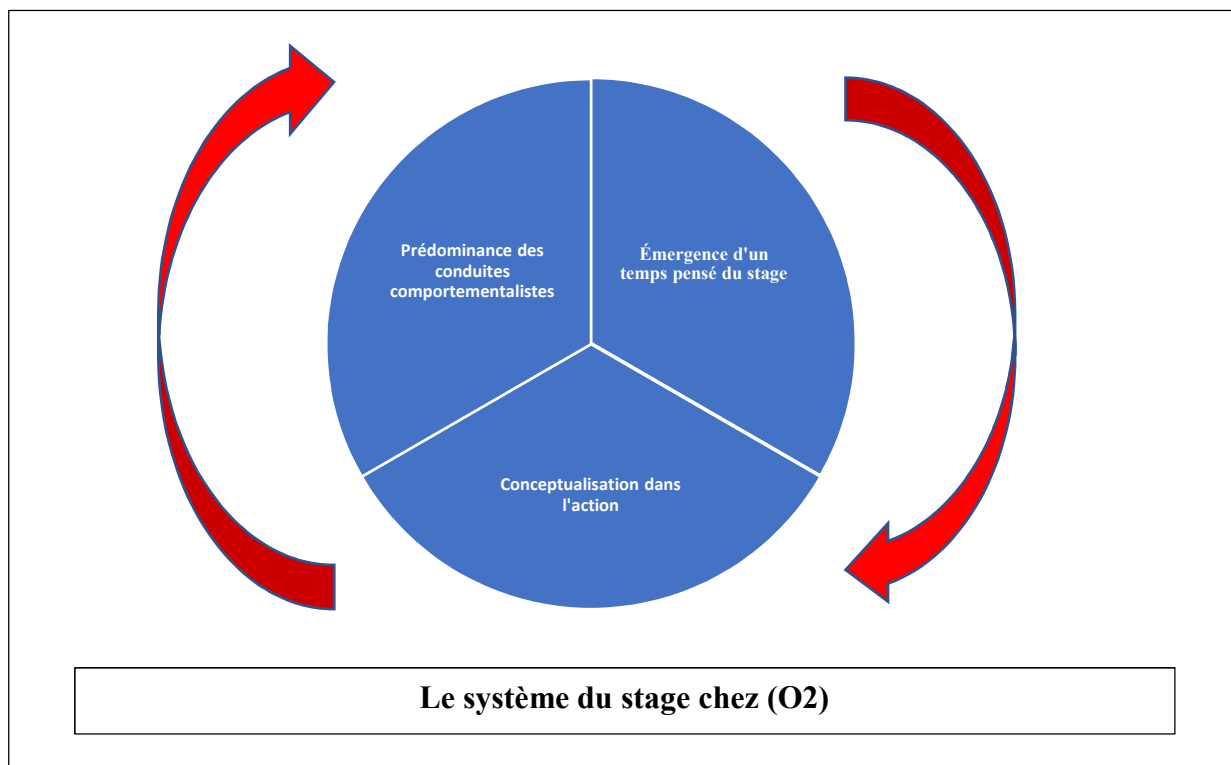 Prédominance des
conduites
comportementalistes
Émergence d'un
temps pensé du stage
Conceptualisation dans
l'action
Le système du stage chez (O2)